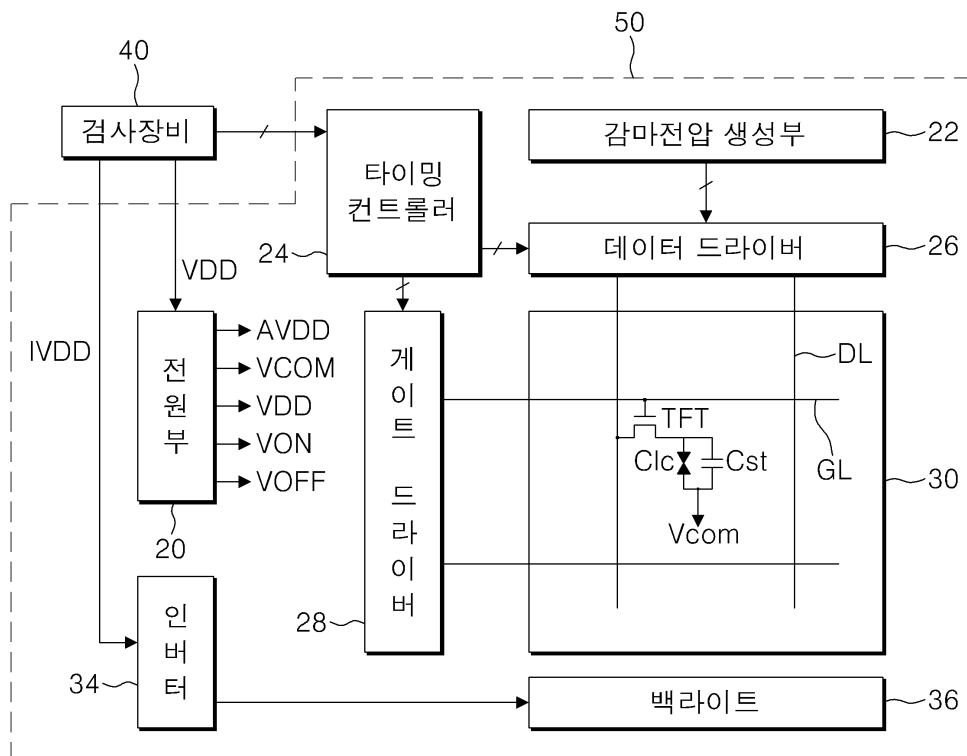 50
40
검사장비
감마전압 생성부
22
타이밍
컨트롤러
24
데이터 드라이버
26
VDD
IVDD
전원부
AVDD
VCOM
VDD
VON
VOFF
20
게이트 드라이버
28
DL
TFT
Clc
Cst
GL
Vcom
30
인버터
34
백라이트
36